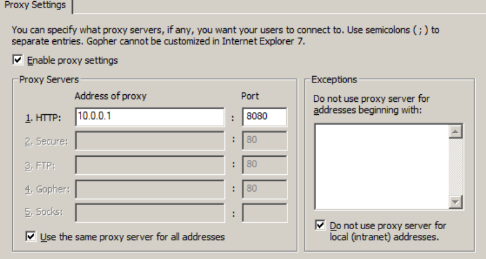 Proxy Settings
You can specify what proxy servers, if any, you want your users to connect to. Use semicolons ( ; ) to
separate entries. Gopher cannot be customized in Internet Explorer 7.
Enable proxy settings
Proxy Servers
Address of proxy Port
1. HTTP: 10.0.0.1 : 8080
2. Secure: : 80
3. FTP: : 80
4. Gopher: : 80
5. Socks: :
Use the same proxy server for all addresses
Exceptions
Do not use proxy server for
addresses beginning with:
Do not use proxy server for
local (intranet) addresses.